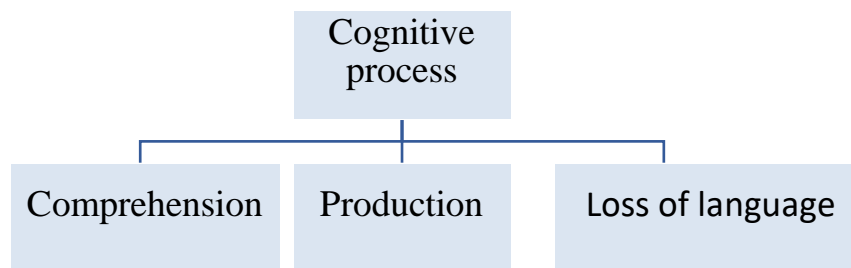 Cognitive
process
Comprehension
Production
Loss of language